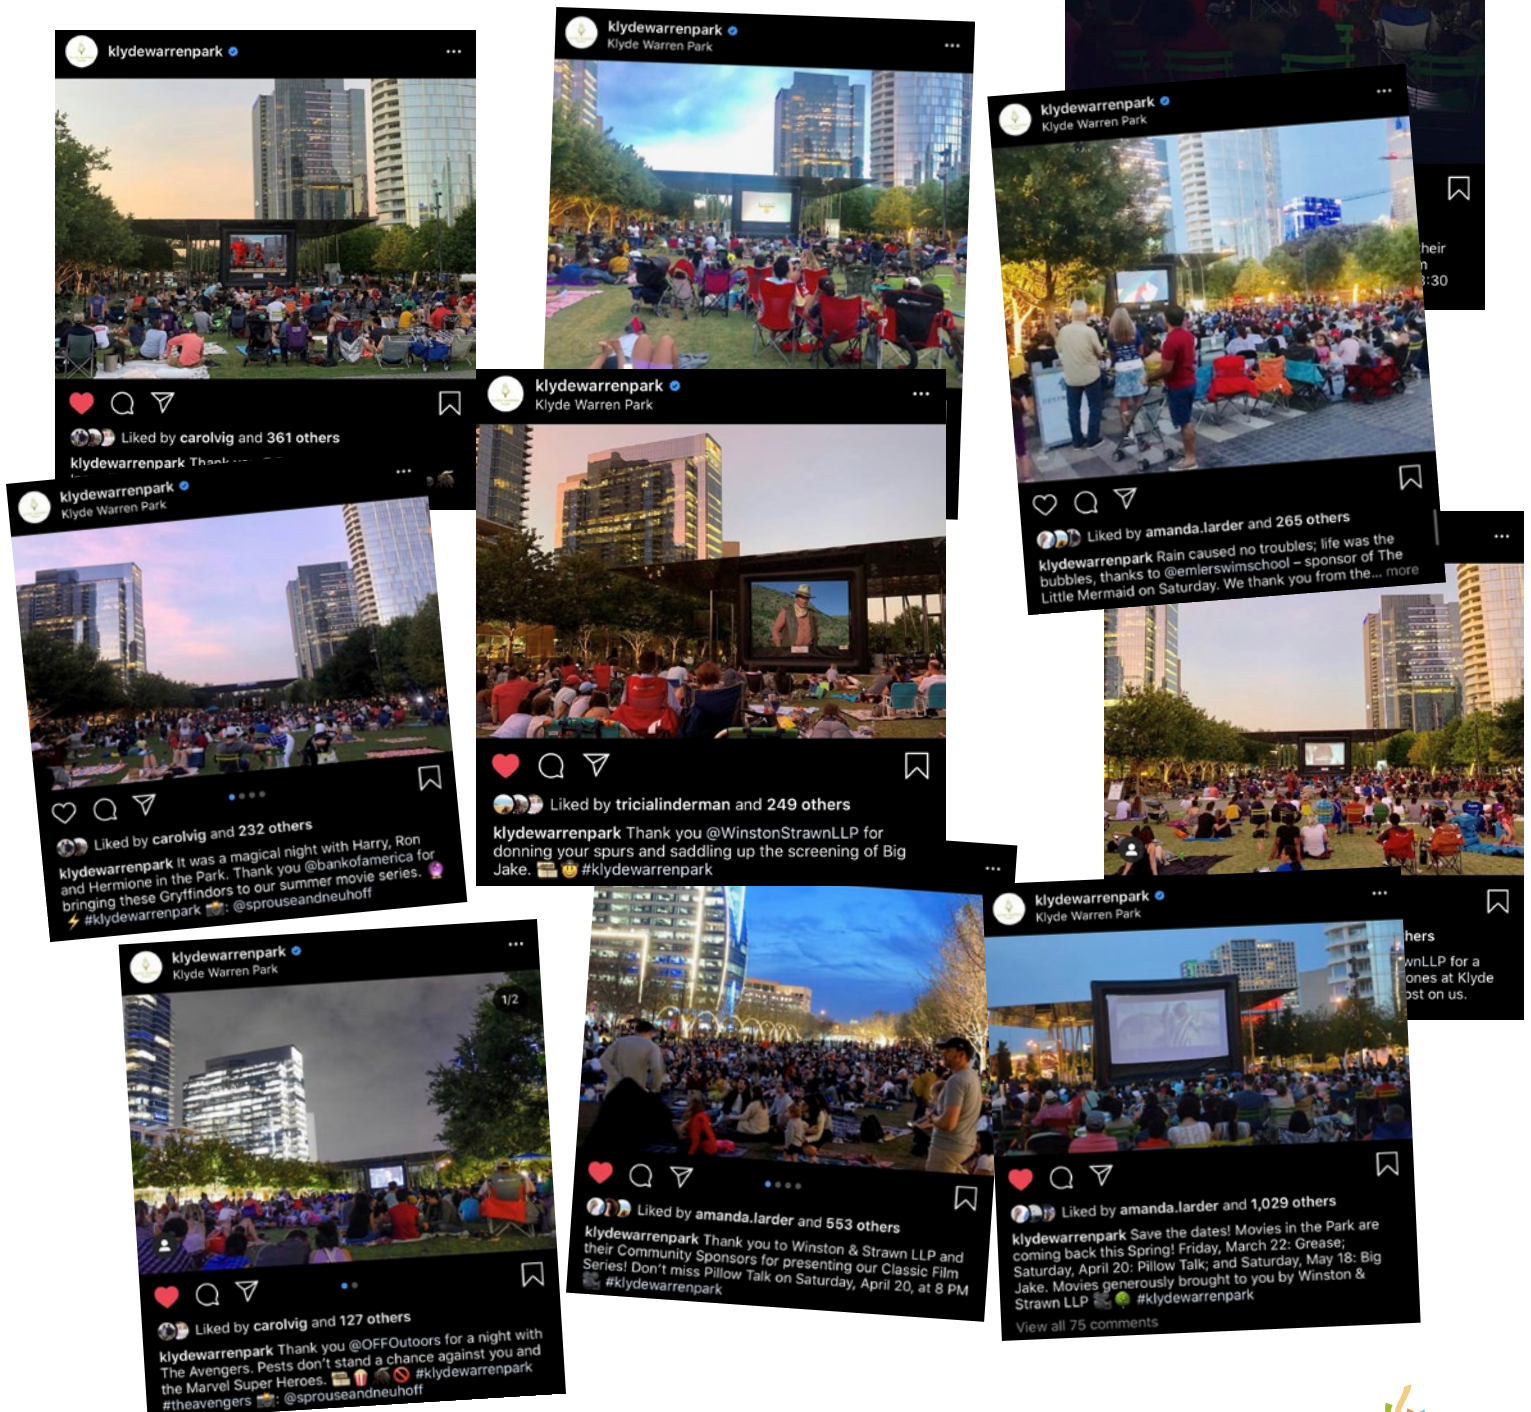 klydewarrenpark
Liked by carolvig and 361 others
klydewarrenpark Thank
klydewarrenpark
Klyde Warren Park
klydewarrenpark
Klyde Warren Park
Liked by amanda.larder and 265 others
klydewarrenpark Rain caused no troubles; life was the
bubbles, thanks to @emlerswimschool – sponsor of The
Little Mermaid on Saturday. We thank you from the... more
:30
klydewarrenpark
Klyde Warren Park
Liked by carolvig and 232 others
klydewarrenpark It was a magical night with Harry, Ron
and Hermione in the Park. Thank you @bankofamerica for
bringing these Gryffindors to our summer movie series. 🔮
⚡ #klydewarrenpark 📸: @sprouseandneuhoff
klydewarrenpark
Klyde Warren Park
Liked by tricialinderman and 249 others
klydewarrenpark Thank you @WinstonStrawnLLP for
donning your spurs and saddling up the screening of Big
Jake. 🎫 🤠 #klydewarrenpark
hers
wnLLP for a
ones at Klyde
ost on us.
klydewarrenpark
Klyde Warren Park
1/2
Liked by carolvig and 127 others
klydewarrenpark Thank you @OFFOutoors for a night with
The Avengers. Pests don't stand a chance against you and
the Marvel Super Heroes. 🎫 🍿 🦟 🚫 #klydewarrenpark
#theavengers 📸: @sprouseandneuhoff
Liked by amanda.larder and 553 others
klydewarrenpark Thank you to Winston & Strawn LLP and
their Community Sponsors for presenting our Classic Film
Series! Don't miss Pillow Talk on Saturday, April 20, at 8 PM
🎥 #klydewarrenpark
klydewarrenpark
Klyde Warren Park
Liked by amanda.larder and 1,029 others
klydewarrenpark Save the dates! Movies in the Park are
coming back this Spring! Friday, March 22: Grease;
Saturday, April 20: Pillow Talk; and Saturday, May 18: Big
Jake. Movies generously brought to you by Winston &
Strawn LLP 🎥 🌳 #klydewarrenpark
View all 75 comments